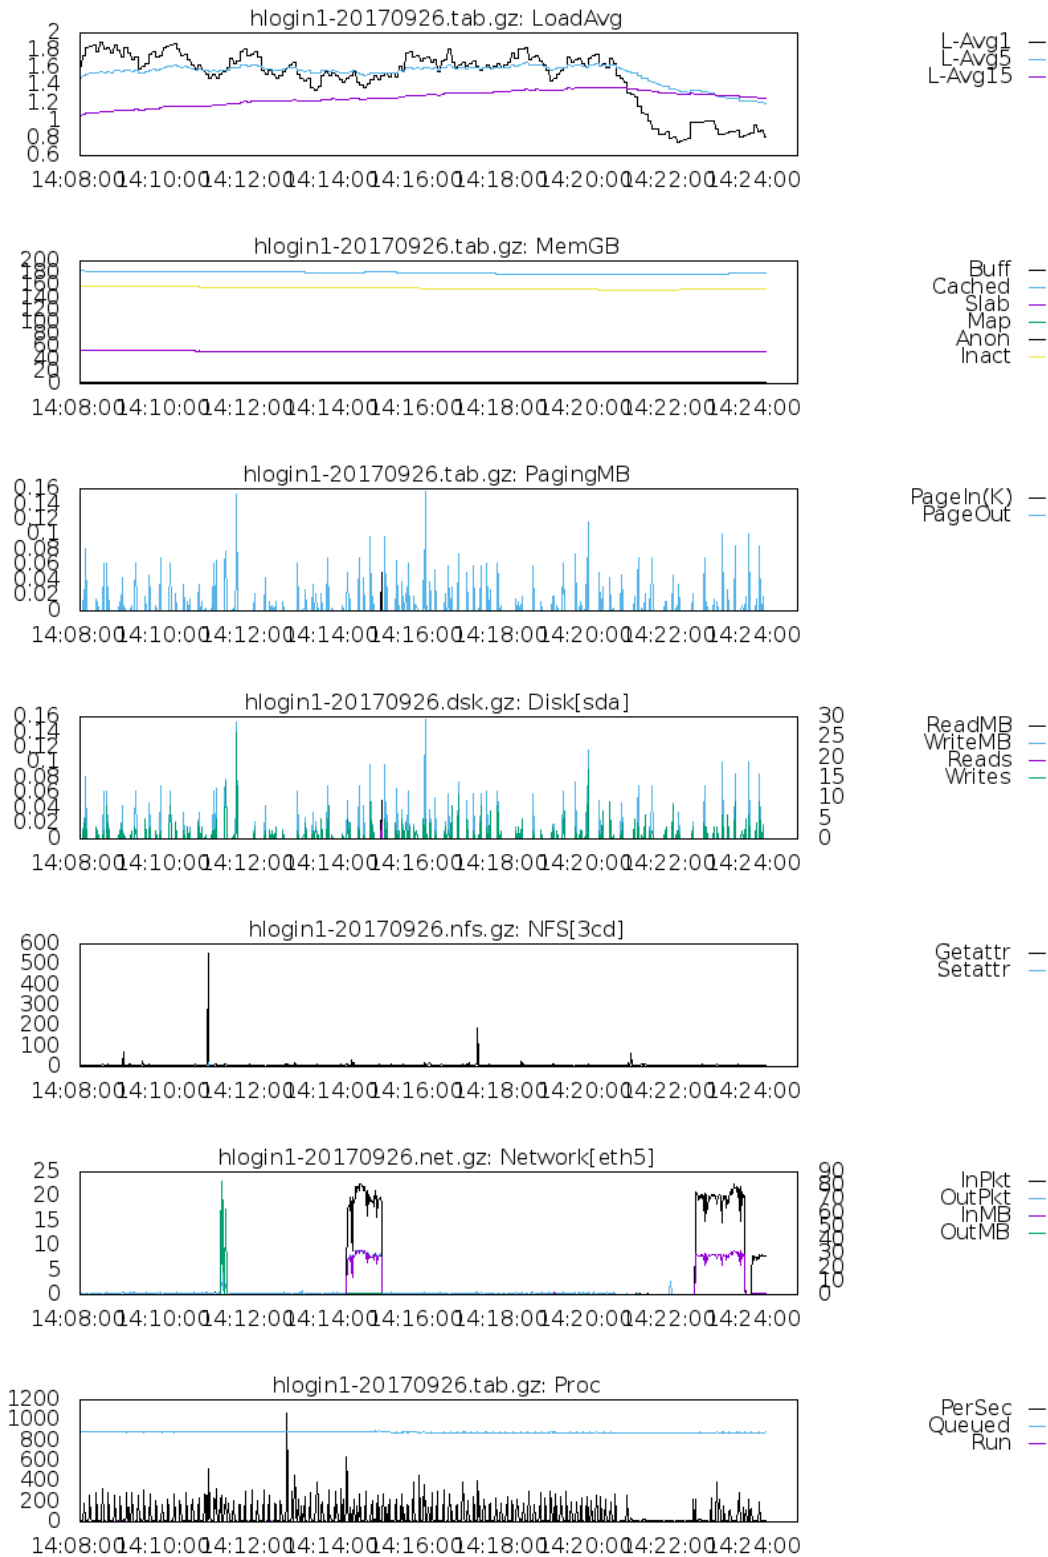 hlogin1-20170926.tab.gz: LoadAvg
2
1.8
1.6
1.4
1.2
1
0.8
0.6
14:08:00 14:10:00 14:12:00 14:14:00 14:16:00 14:18:00 14:20:00 14:22:00 14:24:00
L-Avg1
L-Avg5
L-Avg15
hlogin1-20170926.tab.gz: MemGB
200
180
160
140
120
100
80
60
40
20
0
14:08:00 14:10:00 14:12:00 14:14:00 14:16:00 14:18:00 14:20:00 14:22:00 14:24:00
Buff
Cached
Slab
Map
Anon
Inact
hlogin1-20170926.tab.gz: PagingMB
0.16
0.14
0.12
0.1
0.08
0.06
0.04
0.02
0
14:08:00 14:10:00 14:12:00 14:14:00 14:16:00 14:18:00 14:20:00 14:22:00 14:24:00
PageIn(K)
PageOut
hlogin1-20170926.dsk.gz: Disk[sda]
0.16
0.14
0.12
0.1
0.08
0.06
0.04
0.02
0
30
25
20
15
10
5
0
14:08:00 14:10:00 14:12:00 14:14:00 14:16:00 14:18:00 14:20:00 14:22:00 14:24:00
ReadMB
WriteMB
Reads
Writes
hlogin1-20170926.nfs.gz: NFS[3cd]
600
500
400
300
200
100
0
14:08:00 14:10:00 14:12:00 14:14:00 14:16:00 14:18:00 14:20:00 14:22:00 14:24:00
Getattr
Setattr
hlogin1-20170926.net.gz: Network[eth5]
25
20
15
10
5
0
90
80
70
60
50
40
30
20
10
0
14:08:00 14:10:00 14:12:00 14:14:00 14:16:00 14:18:00 14:20:00 14:22:00 14:24:00
InPkt
OutPkt
InMB
OutMB
hlogin1-20170926.tab.gz: Proc
1200
1000
800
600
400
200
0
14:08:00 14:10:00 14:12:00 14:14:00 14:16:00 14:18:00 14:20:00 14:22:00 14:24:00
PerSec
Queued
Run